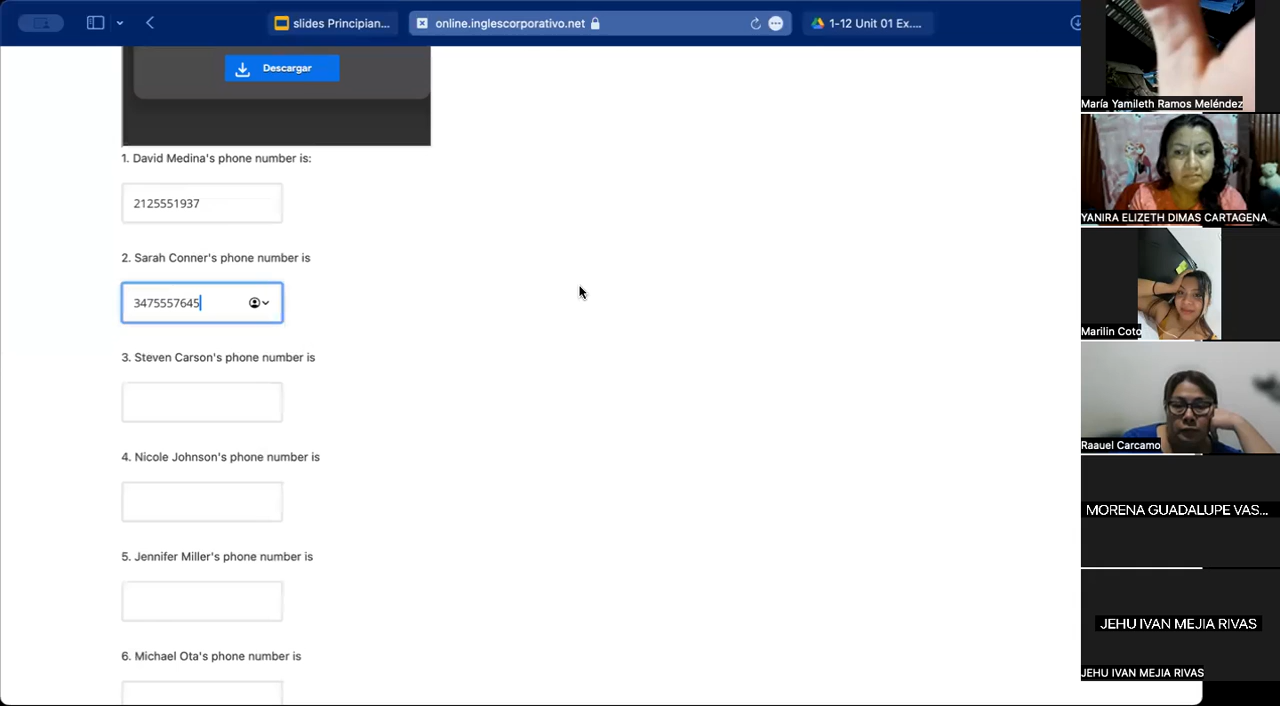 slides Principian...
online.inglescorporativo.net
1-12 Unit 01 Ex....
Descargar
1. David Medina's phone number is:
2125551937
2. Sarah Conner's phone number is
3475557645
3. Steven Carson's phone number is
4. Nicole Johnson's phone number is
5. Jennifer Miller's phone number is
6. Michael Ota's phone number is
María Yamileth Ramos Meléndez
YANIRA ELIZETH DIMAS CARTAGENA
Marilin Coto
Raauel Carcamo
MORENA GUADALUPE VAS...
JEHU IVAN MEJIA RIVAS
JEHU IVAN MEJIA RIVAS